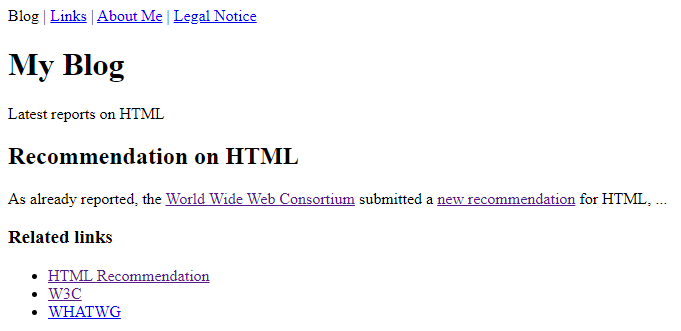 Blog | Links | About Me | Legal Notice
My Blog
Latest reports on HTML
Recommendation on HTML
As already reported, the World Wide Web Consortium submitted a new recommendation for HTML, ...
Related links
• HTML Recommendation
• W3C
• WHATWG